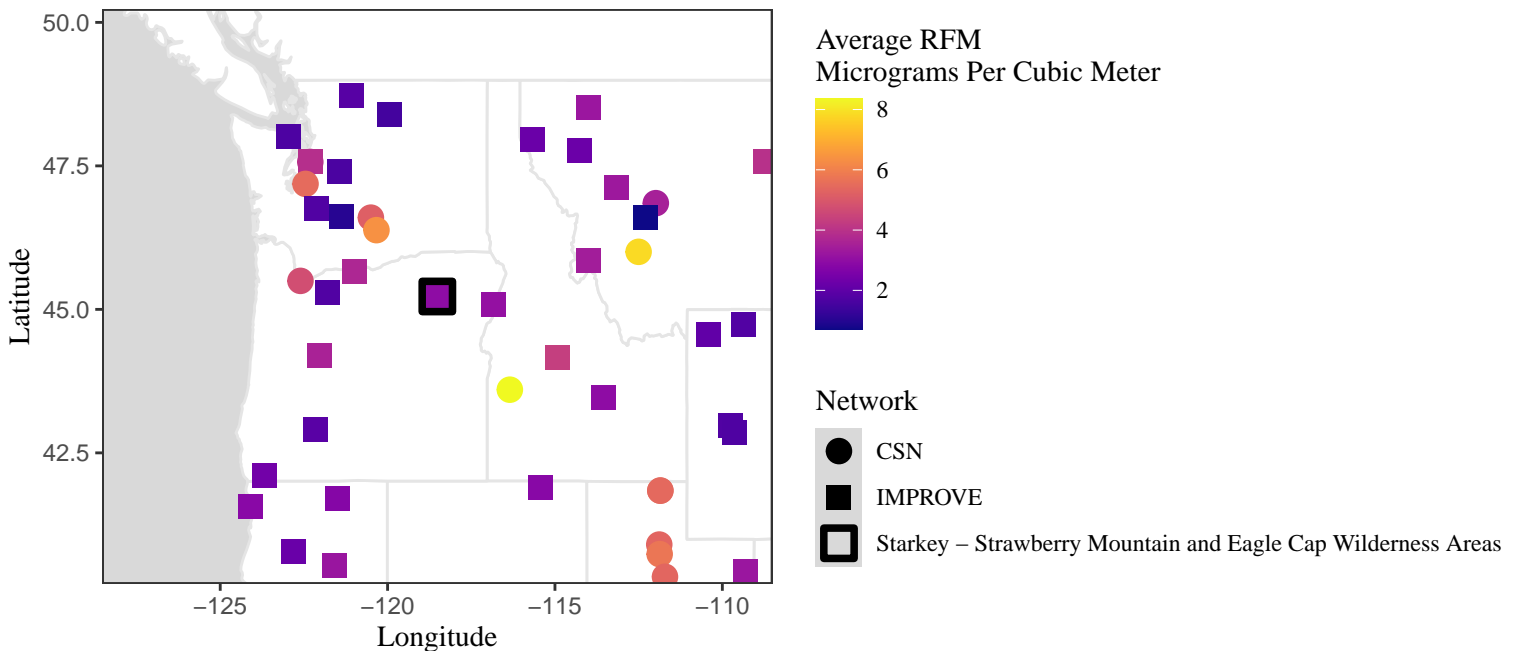 50.0
47.5
45.0
42.5
Latitude
−125
−120
−115
−110
Longitude
Average RFM
Micrograms Per Cubic Meter
8
6
4
2
Network
CSN
IMPROVE
Starkey – Strawberry Mountain and Eagle Cap Wilderness Areas